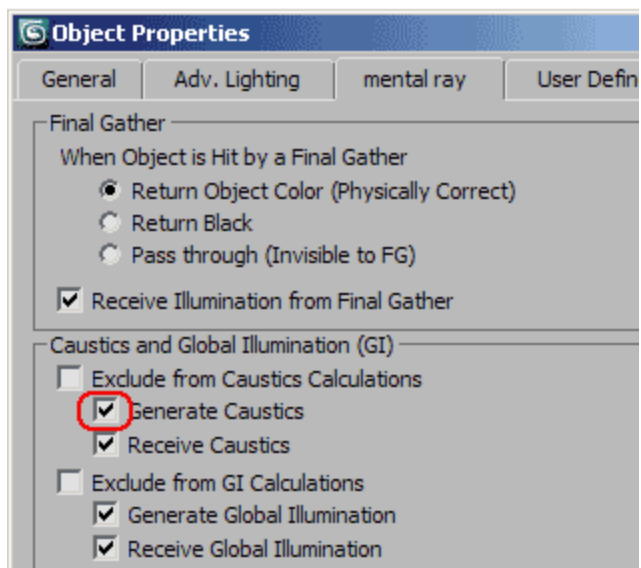 Object Properties
General Adv. Lighting mental ray User Defin
Final Gather
When Object is Hit by a Final Gather
Return Object Color (Physically Correct)
Return Black
Pass through (Invisible to FG)
Receive Illumination from Final Gather
Caustics and Global Illumination (GI)
Exclude from Caustics Calculations
Generate Caustics
Receive Caustics
Exclude from GI Calculations
Generate Global Illumination
Receive Global Illumination